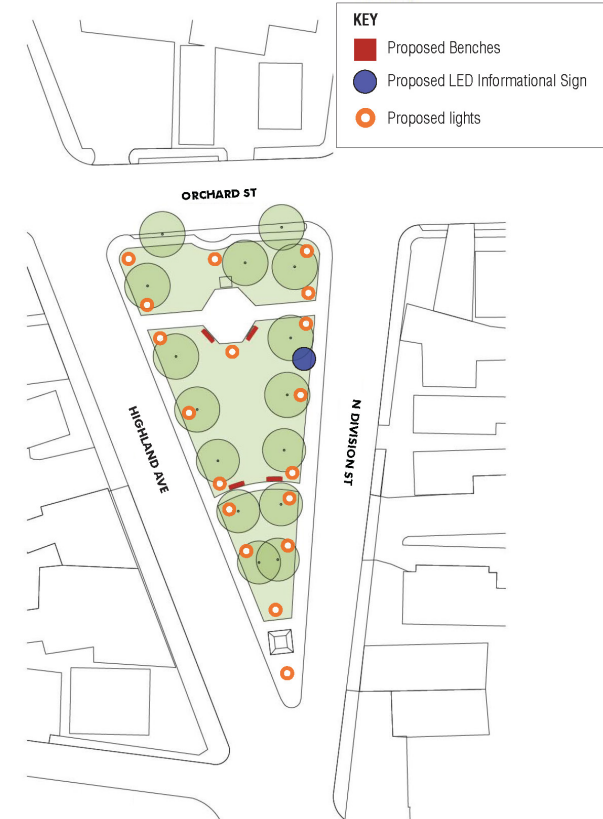 KEY
Proposed Benches
Proposed LED Informational Sign
Proposed lights
ORCHARD ST
HIGHLAND AVE
N DIVISION ST